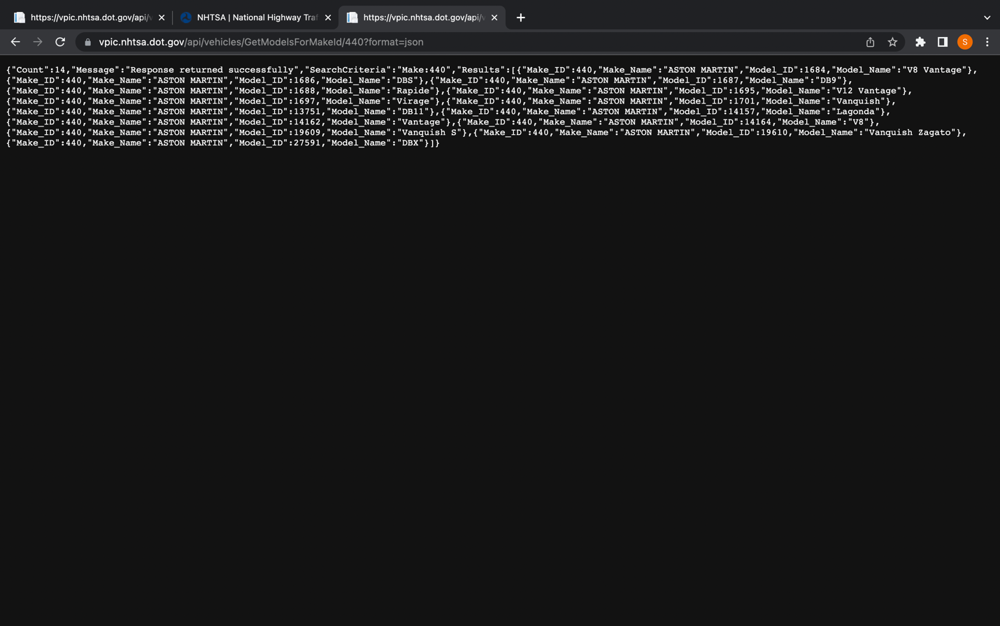 https://vpic.nhtsa.dot.gov/api/v
NHTSA | National Highway Traf
https://vpic.nhtsa.dot.gov/api/v
vpic.nhtsa.dot.gov/api/vehicles/GetModelsForMakeId/440?format=json
S
{"Count":14,"Message":"Response returned successfully","SearchCriteria":"Make:440","Results":[{"Make_ID":440,"Make_Name":"ASTON MARTIN","Model_ID":1684,"Model_Name":"V8 Vantage"},
{"Make_ID":440,"Make_Name":"ASTON MARTIN","Model_ID":1686,"Model_Name":"DBS"},{"Make_ID":440,"Make_Name":"ASTON MARTIN","Model_ID":1687,"Model_Name":"DB9"},
{"Make_ID":440,"Make_Name":"ASTON MARTIN","Model_ID":1688,"Model_Name":"Rapide"},{"Make_ID":440,"Make_Name":"ASTON MARTIN","Model_ID":1695,"Model_Name":"V12 Vantage"},
{"Make_ID":440,"Make_Name":"ASTON MARTIN","Model_ID":1697,"Model_Name":"Virage"},{"Make_ID":440,"Make_Name":"ASTON MARTIN","Model_ID":1701,"Model_Name":"Vanquish"},
{"Make_ID":440,"Make_Name":"ASTON MARTIN","Model_ID":13751,"Model_Name":"DB11"},{"Make_ID":440,"Make_Name":"ASTON MARTIN","Model_ID":14157,"Model_Name":"Lagonda"},
{"Make_ID":440,"Make_Name":"ASTON MARTIN","Model_ID":14162,"Model_Name":"Vantage"},{"Make_ID":440,"Make_Name":"ASTON MARTIN","Model_ID":14164,"Model_Name":"V8"},
{"Make_ID":440,"Make_Name":"ASTON MARTIN","Model_ID":19609,"Model_Name":"Vanquish S"},{"Make_ID":440,"Make_Name":"ASTON MARTIN","Model_ID":19610,"Model_Name":"Vanquish Zagato"},
{"Make_ID":440,"Make_Name":"ASTON MARTIN","Model_ID":27591,"Model_Name":"DBX"}]}